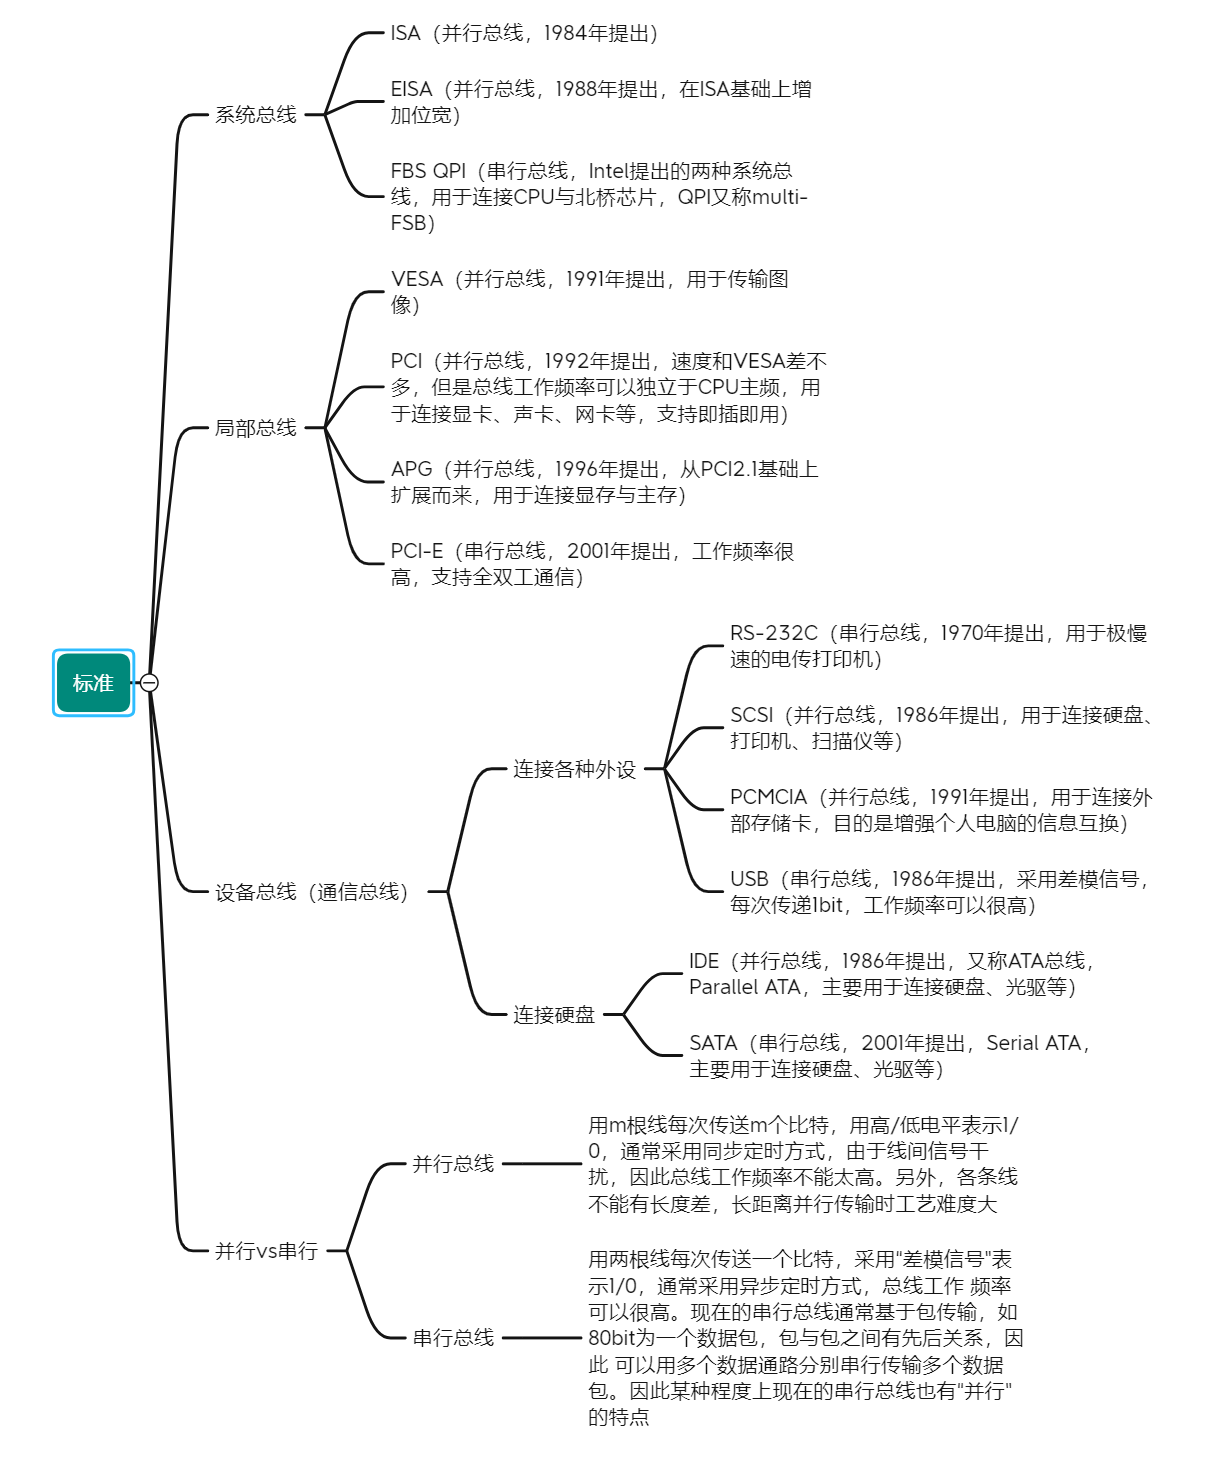 标准
系统总线
ISA（并行总线，1984年提出）
EISA（并行总线，1988年提出，在ISA基础上增
加位宽）
FBS QPI（串行总线，Intel提出的两种系统总
线，用于连接CPU与北桥芯片，QPI又称multi-
FSB）
局部总线
VESA（并行总线，1991年提出，用于传输图
像）
PCI（并行总线，1992年提出，速度和VESA差不
多，但是总线工作频率可以独立于CPU主频，用
于连接显卡、声卡、网卡等，支持即插即用）
APG（并行总线，1996年提出，从PCI2.1基础上
扩展而来，用于连接显存与主存）
PCI-E（串行总线，2001年提出，工作频率很
高，支持全双工通信）
设备总线（通信总线）
连接各种外设
RS-232C（串行总线，1970年提出，用于极慢
速的电传打印机）
SCSI（并行总线，1986年提出，用于连接硬盘、
打印机、扫描仪等）
PCMCIA（并行总线，1991年提出，用于连接外
部存储卡，目的是增强个人电脑的信息互换）
USB（串行总线，1986年提出，采用差模信号，
每次传递1bit，工作频率可以很高）
连接硬盘
IDE（并行总线，1986年提出，又称ATA总线，
Parallel ATA，主要用于连接硬盘、光驱等）
SATA（串行总线，2001年提出，Serial ATA，
主要用于连接硬盘、光驱等）
并行vs串行
并行总线
用m根线每次传送m个比特，用高/低电平表示1/
0，通常采用同步定时方式，由于线间信号干
扰，因此总线工作频率不能太高。另外，各条线
不能有长度差，长距离并行传输时工艺难度大
串行总线
用两根线每次传送一个比特，采用"差模信号"表
示1/0，通常采用异步定时方式，总线工作 频率
可以很高。现在的串行总线通常基于包传输，如
80bit为一个数据包，包与包之间有先后关系，因
此 可以用多个数据通路分别串行传输多个数据
包。因此某种程度上现在的串行总线也有"并行"
的特点